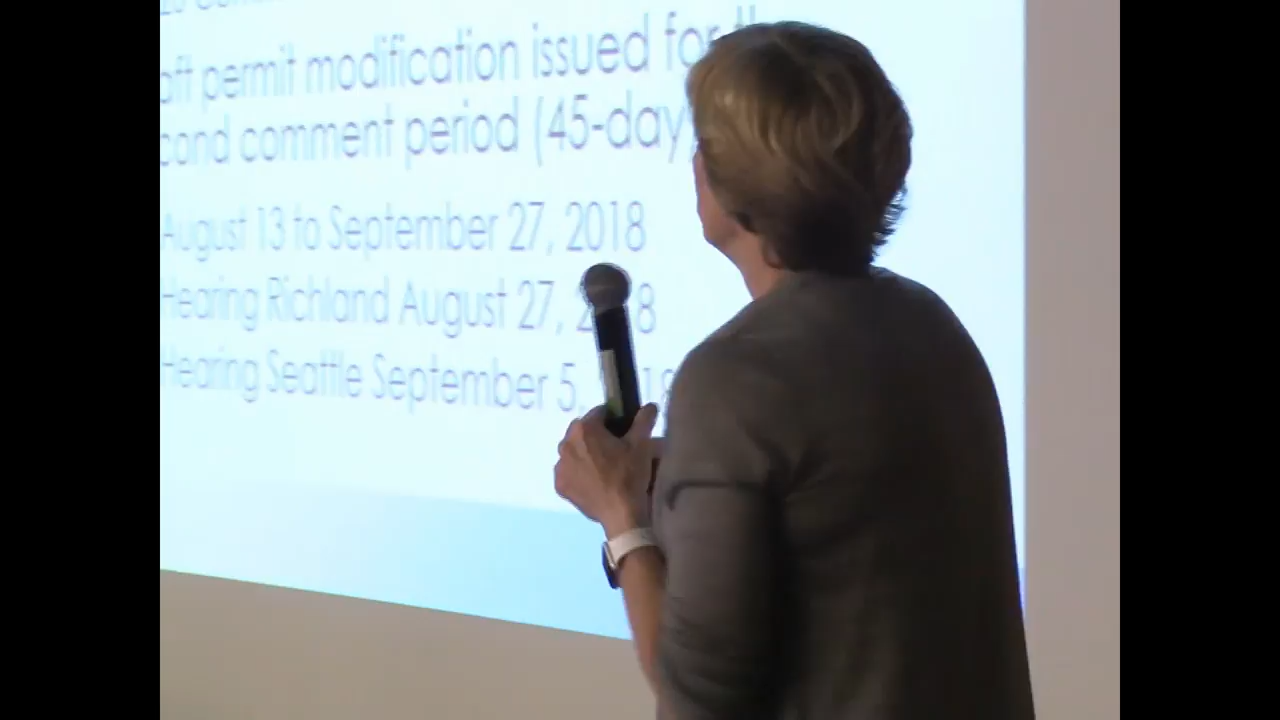 aft permit modification issued for
cond comment period (45-day)
August 13 to September 27, 2018
Hearing Richland August 27, 2018
Hearing Seattle September 5,